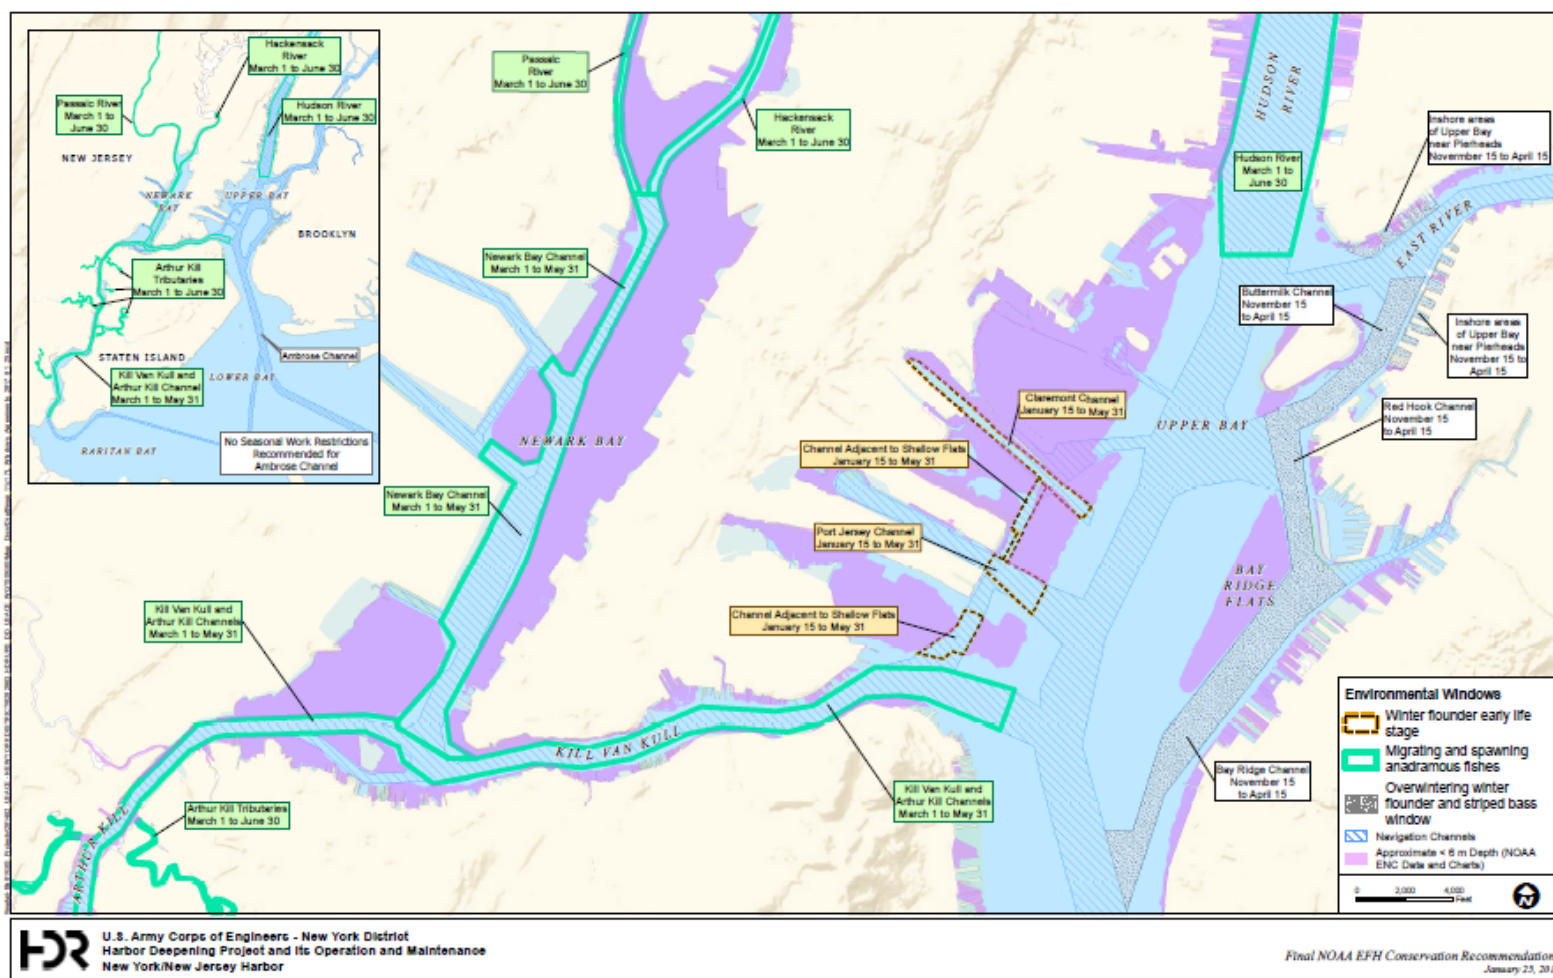 Hackensack
River
March 1 to June 30
Passaic River
March 1 to
June 30
Hudson River
March 1 to June 30
NEW JERSEY
NEWARK
BAY
UPPER BAY
BROOKLYN
Arthur Kill
Tributaries
March 1 to June 30
STATEN ISLAND
Ambrose Channel
LOWER BAY
Kill Van Kull and
Arthur Kill Channel
March 1 to May 31
RARITAN BAY
No Seasonal Work Restrictions
Recommended for
Ambrose Channel
Passaic
River
March 1 to June 30
Hackensack
River
March 1 to June 30
HUDSON
RIVER
Hudson River
March 1 to
June 30
Inshore areas
of Upper Bay
near Pierheads
Novermber 15 to April 15
EAST RIVER
Newark Bay Channel
March 1 to May 31
Buttermilk Channel
November 15
to April 15
Inshore areas
of Upper Bay
near Pierheads
November 15 to
April 15
Claremont Channel
January 15 to May 31
Red Hook Channel
November 15
to April 15
UPPER BAY
NEWARK BAY
Channel Adjacent to Shallow Flats
January 15 to May 31
Newark Bay Channel
March 1 to May 31
Port Jersey Channel
January 15 to May 31
BAY
RIDGE
FLATS
Kill Van Kull and
Arthur Kill Channels
March 1 to May 31
Channel Adjacent to Shallow Flats
January 15 to May 31
KILL VAN KULL
Bay Ridge Channel
November 15
to April 15
Kill Van Kull and
Arthur Kill Channels
March 1 to May 31
ARTHUR KILL
Arthur Kill Tributaries
March 1 to June 30
Environmental Windows
Winter flounder early life
stage
Migrating and spawning
anadramous fishes
Overwintering winter
flounder and striped bass
window
Navigation Channels
Approximate < 6 m Depth (NOAA
ENC Data and Charts)
0 2,000 4,000
Feet
N
HDR
U.S. Army Corps of Engineers - New York District
Harbor Deepening Project and Its Operation and Maintenance
New York/New Jersey Harbor
Final NOAA EFH Conservation Recommendation
January 23, 201